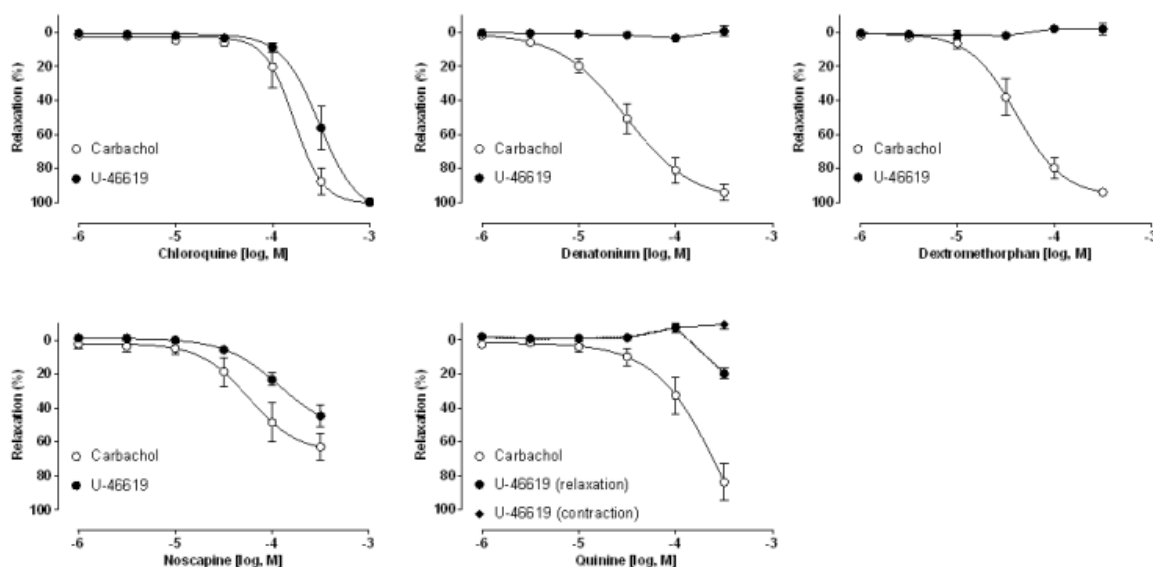 0
20
40
60
80
100
Relaxation (%)
Carbachol
U-46619
-6 -5 -4 -3
Chloroquine [log, M]
0
20
40
60
80
100
Relaxation (%)
Carbachol
U-46619
-6 -5 -4 -3
Denatonium [log, M]
0
20
40
60
80
100
Relaxation (%)
Carbachol
U-46619
-6 -5 -4 -3
Dextromethorphan [log, M]
0
20
40
60
80
100
Relaxation (%)
Carbachol
U-46619
-6 -5 -4 -3
Noscapine [log, M]
0
20
40
60
80
100
Relaxation (%)
Carbachol
U-46619 (relaxation)
U-46619 (contraction)
-6 -5 -4 -3
Quinine [log, M]